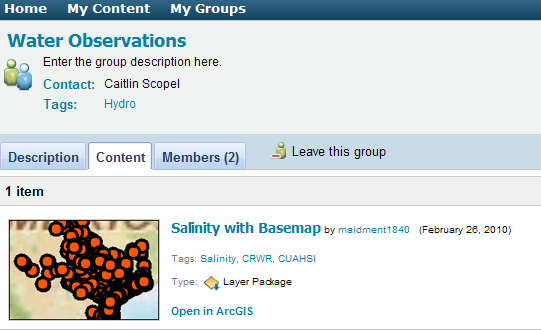 Home My Content My Groups
Water Observations
Enter the group description here.
Contact: Caitlin Scopel
Tags: Hydro
Description Content Members (2) Leave this group
1 item
Salinity with Basemap by maidment1840 (February 26, 2010)
Tags: Salinity, CRWR, CUAHSI
Type: Layer Package
Open in ArcGIS